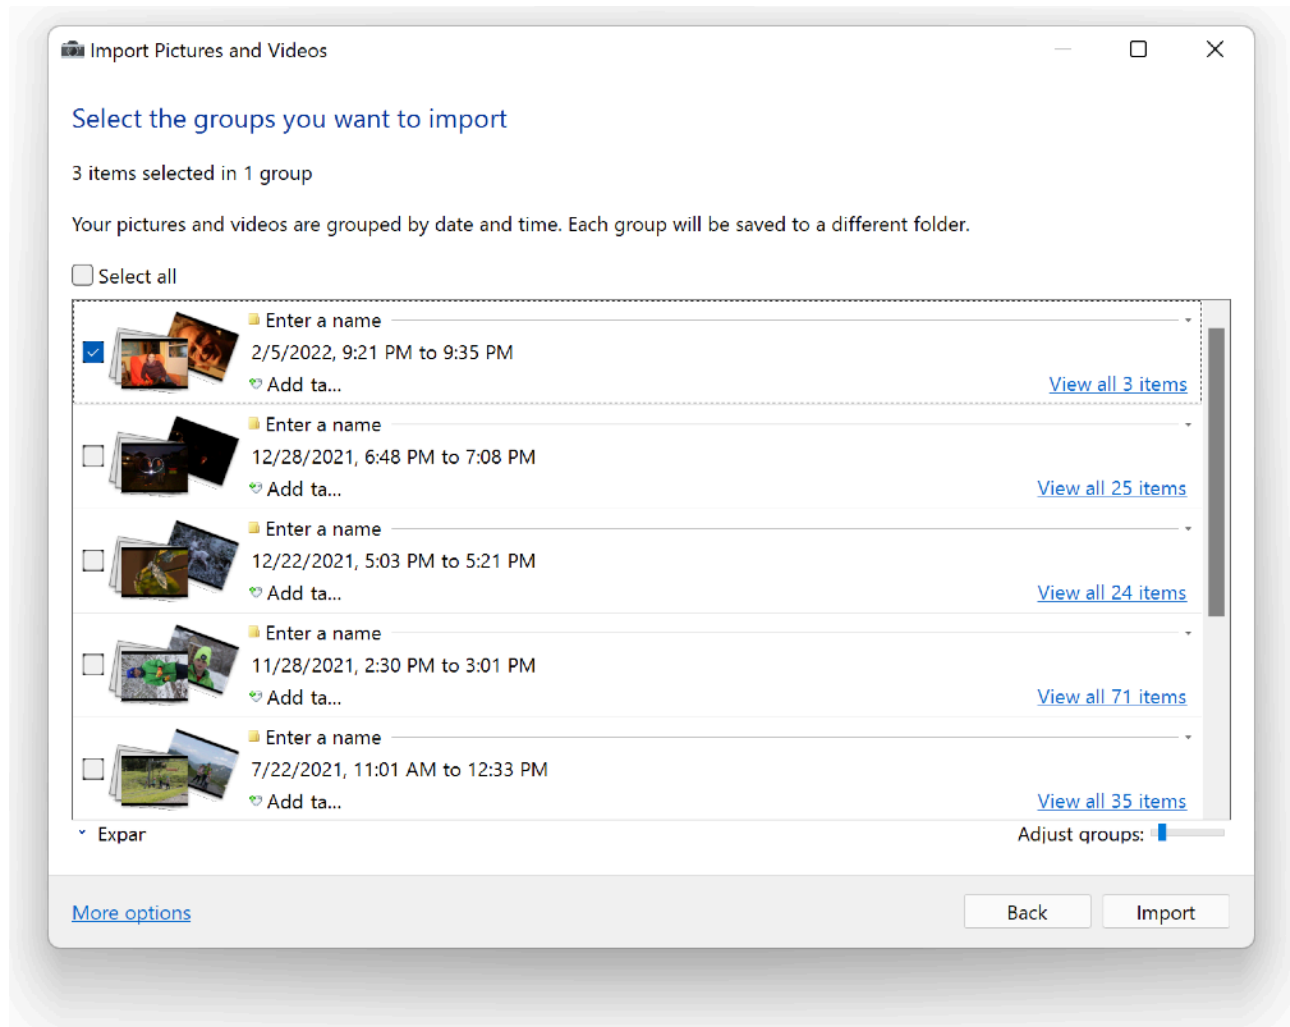 Import Pictures and Videos
Select the groups you want to import
3 items selected in 1 group
Your pictures and videos are grouped by date and time. Each group will be saved to a different folder.
Select all
Enter a name
2/5/2022, 9:21 PM to 9:35 PM
Add ta... View all 3 items
Enter a name
12/28/2021, 6:48 PM to 7:08 PM
Add ta... View all 25 items
Enter a name
12/22/2021, 5:03 PM to 5:21 PM
Add ta... View all 24 items
Enter a name
11/28/2021, 2:30 PM to 3:01 PM
Add ta... View all 71 items
Enter a name
7/22/2021, 11:01 AM to 12:33 PM
Add ta... View all 35 items
Expar Adjust groups:
More options Back Import